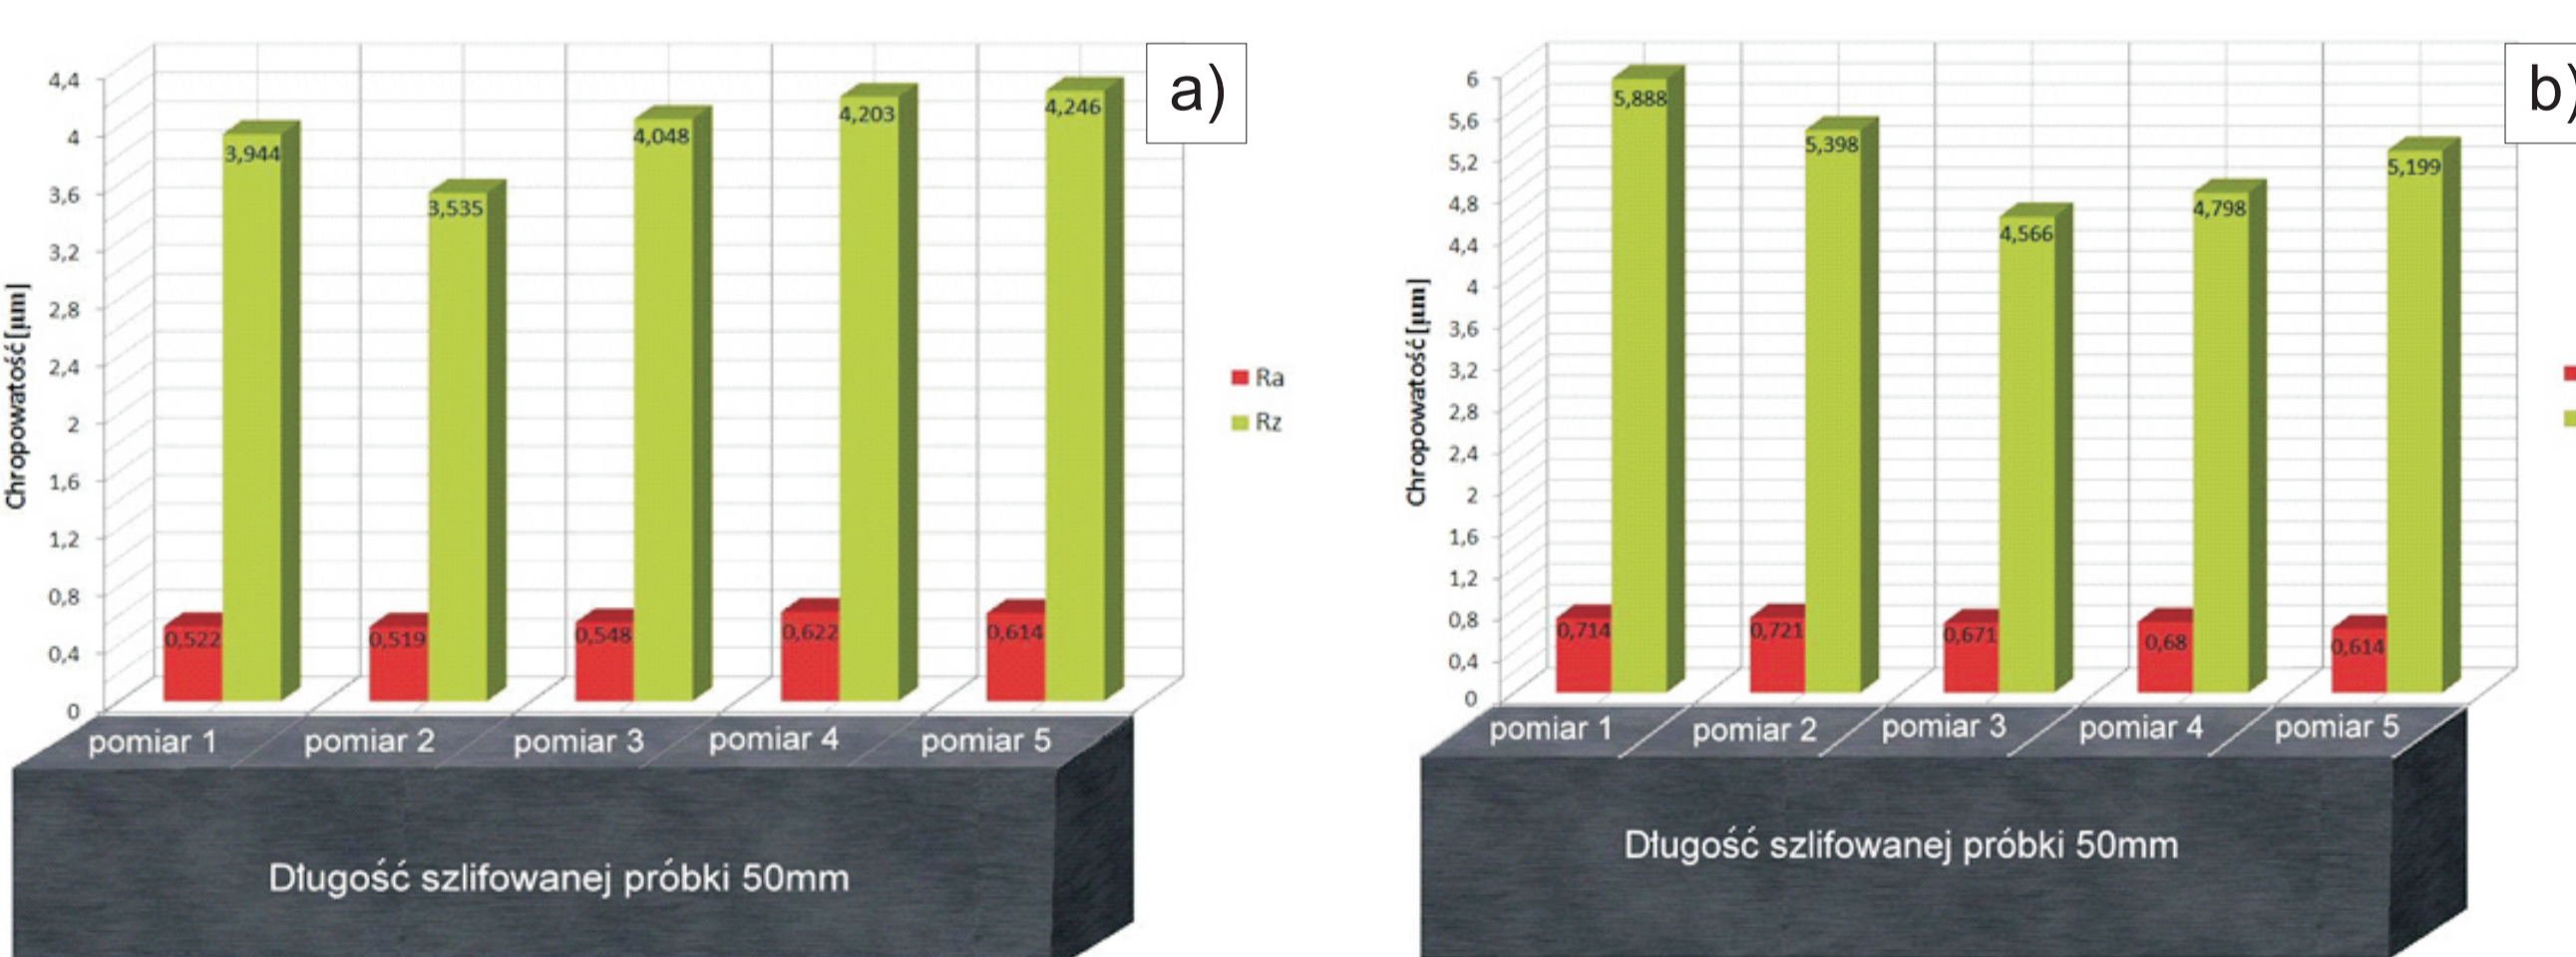 a)
Chropowatość [µm]
4,4
4
3,6
3,2
2,8
2,4
2
1,6
1,2
0,8
0,4
0
3,944
3,535
4,048
4,203
4,246
0,522
0,519
0,548
0,622
0,614
Ra
Rz
pomiar 1
pomiar 2
pomiar 3
pomiar 4
pomiar 5
Długość szlifowanej próbki 50mm
b)
Chropowatość [µm]
6
5,6
5,2
4,8
4,4
4
3,6
3,2
2,8
2,4
2
1,6
1,2
0,8
0,4
0
5,888
5,398
4,566
4,798
5,199
0,714
0,721
0,671
0,68
0,614
pomiar 1
pomiar 2
pomiar 3
pomiar 4
pomiar 5
Długość szlifowanej próbki 50mm